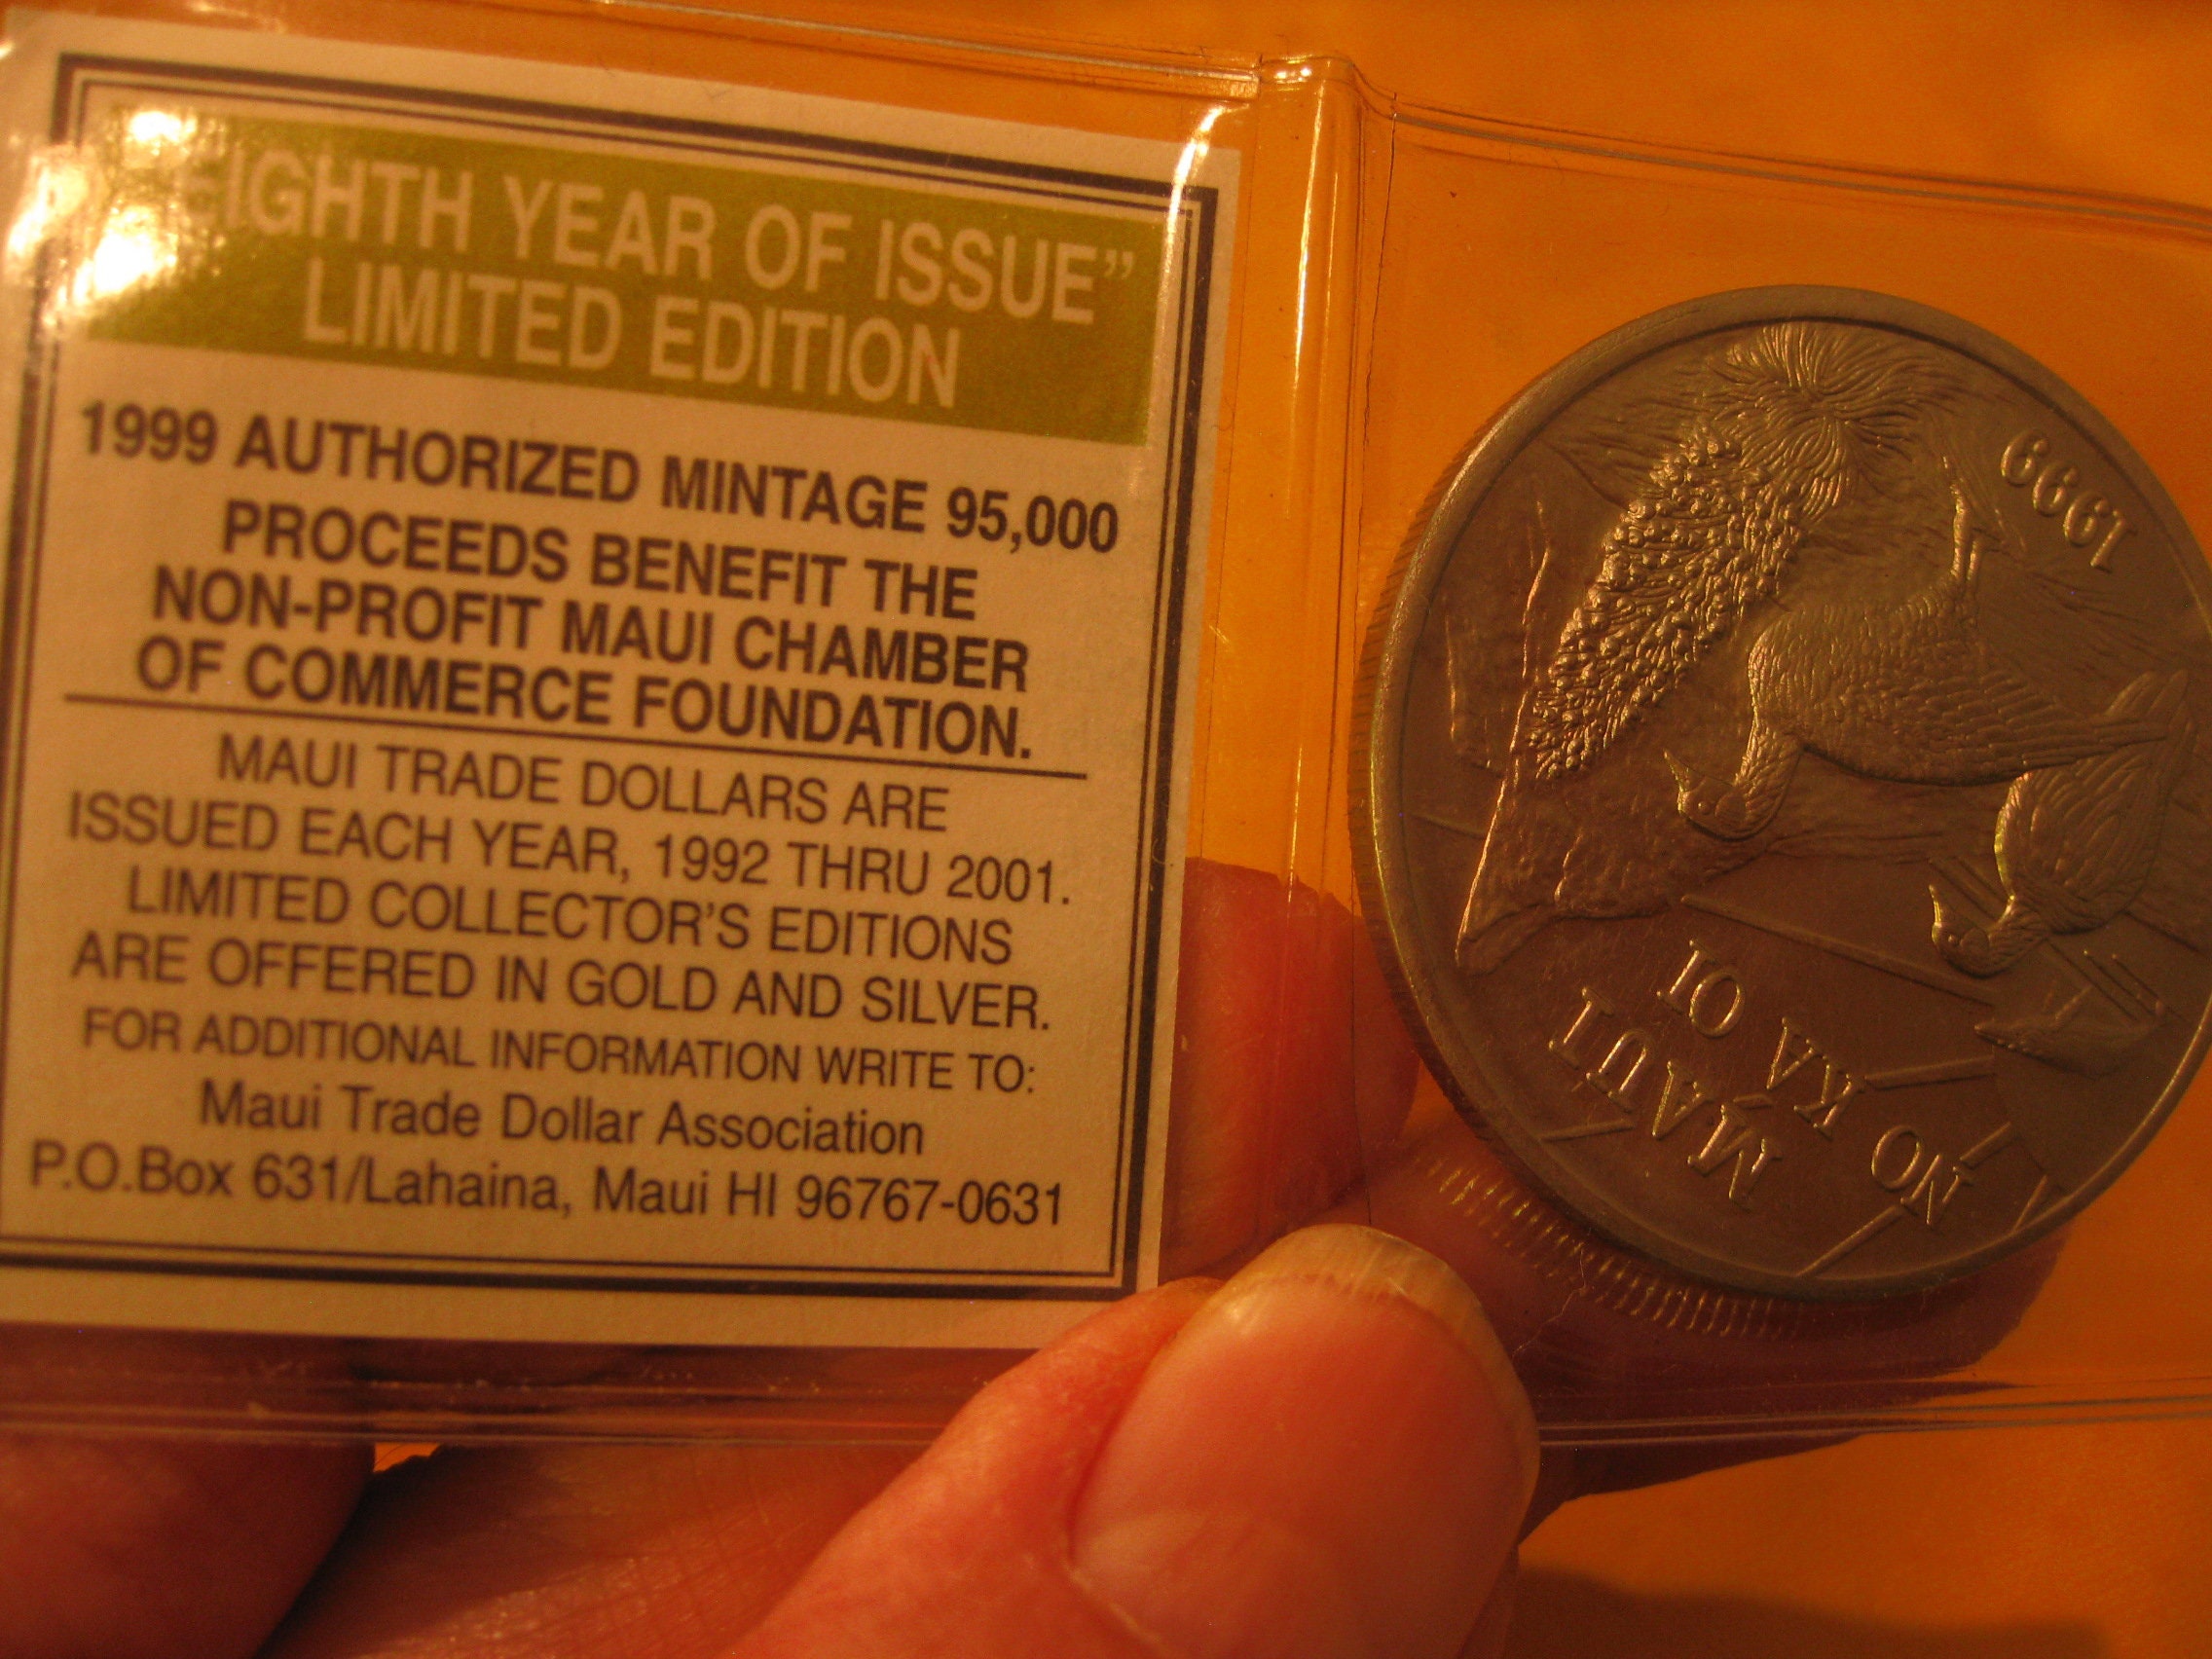 EIGHTH YEAR OF ISSUE”
LIMITED EDITION
1999 AUTHORIZED MINTAGE 95,000
PROCEEDS BENEFIT THE
NON-PROFIT MAUI CHAMBER
OF COMMERCE FOUNDATION.
MAUI TRADE DOLLARS ARE
ISSUED EACH YEAR, 1992 THRU 2001.
LIMITED COLLECTOR'S EDITIONS
ARE OFFERED IN GOLD AND SILVER.
FOR ADDITIONAL INFORMATION WRITE TO:
Maui Trade Dollar Association
P.O.Box 631/Lahaina, Maui HI 96767-0631
MAUI
NO KA OI
1999